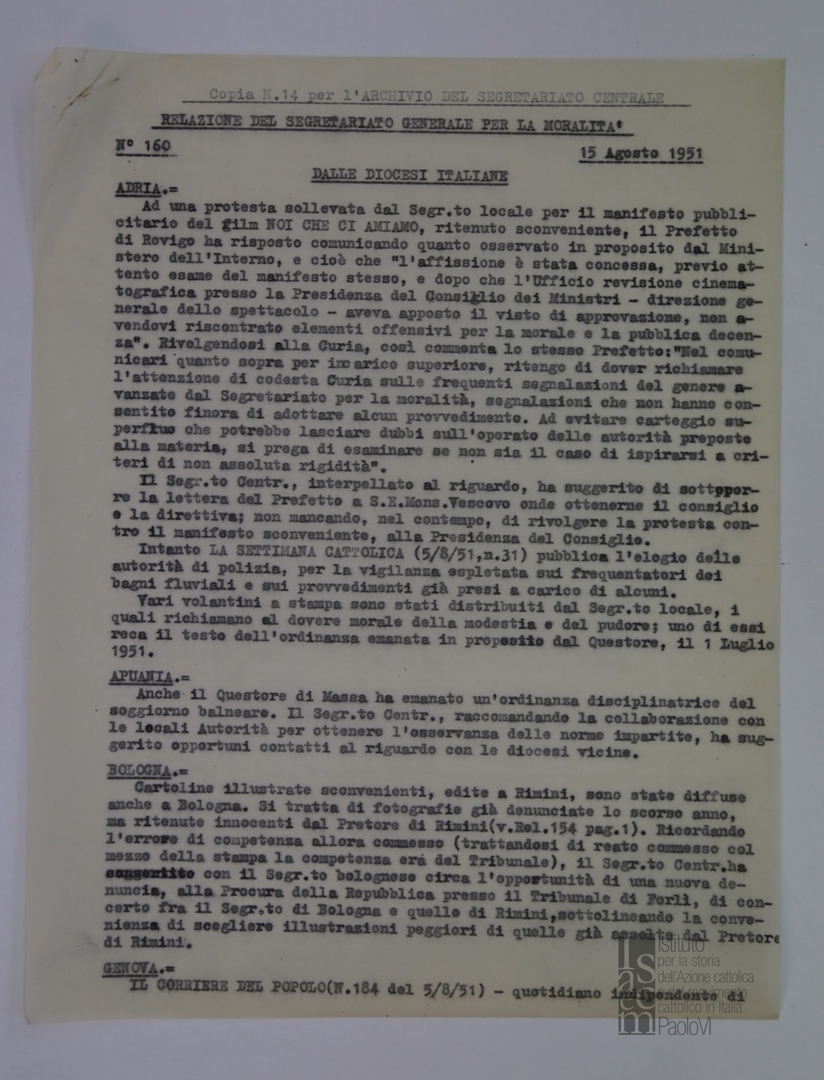 Copia N.14 per l'ARCHIVIO DEL SEGRETARIATO CENTRALE
RELAZIONE DEL SEGRETARIATO GENERALE PER LA MORALITA'
N° 160
15 Agosto 1951
DALLE DIOCESI ITALIANE
ADRIA.=
Ad una protesta sollevata dal Segr.to locale per il manifesto pubbli-
citario del film NOI CHE CI AMIAMO, ritenuto sconveniente, il Prefetto
di Rovigo ha risposto comunicando quanto osservato in proposito dal Mini-
stero dell'Interno, e cioè che "l'affissione è stata concessa, previo at-
tento esame del manifesto stesso, e dopo che l'Ufficio revisione cinema-
tografica presso la Presidenza del Consiglio dei Ministri - direzione ge-
nerale dello spettacolo - aveva apposto il visto di approvazione, non a-
vendovi riscontrato elementi offensivi per la morale e la pubblica decen-
za". Rivolgendosi alla Curia, così commenta lo stesso Prefetto:"Nel comu-
nicari quanto sopra per incarico superiore, ritengo di dover richiamare
l'attenzione di codesta Curia sulle frequenti segnalazioni del genere a-
vanzate dal Segretariato per la moralità, segnalazioni che non hanno con-
sentito finora di adottare alcun provvedimento. Ad evitare carteggio su-
perfluo che potrebbe lasciare dubbi sull'operato delle autorità preposte
alla materia, si prega di esaminare se non sia il caso di ispirarsi a cri-
teri di non assoluta rigidità".
Il Segr.to Centr., interpellato al riguardo, ha suggerito di sottopor-
re la lettera del Prefetto a S.E.Mons.Vescovo onde ottenerne il consiglio
e la direttiva; non mancando, nel contempo, di rivolgere la protesta con-
tro il manifesto sconveniente, alla Presidenza del Consiglio.
Intanto LA SETTIMANA CATTOLICA (5/8/51,n.31) pubblica l'elogio delle
autorità di polizia, per la vigilanza espletata sui frequentatori dei
bagni fluviali e sui provvedimenti già presi a carico di alcuni.
Vari volantini a stampa sono stati distribuiti dal Segr.to locale, i
quali richiamano al dovere morale della modestia e del pudore; uno di essi
reca il testo dell'ordinanza emanata in proposito dal Questore, il 1 Luglio
1951.
APUANIA.=
Anche il Questore di Massa ha emanato un'ordinanza disciplinatrice del
soggiorno balneare. Il Segr.to Centr., raccomandando la collaborazione con
le locali Autorità per ottenere l'osservanza delle norme impartite, ha sug-
gerito opportuni contatti al riguardo con le diocesi vicine.
BOLOGNA.=
Cartoline illustrate sconvenienti, edite a Rimini, sono state diffuse
anche a Bologna. Si tratta di fotografie già denunciate lo scorso anno,
ma ritenute innocenti dal Pretore di Rimini(v.Rel.154 pag.1). Ricordando
l'errore di competenza allora commesso (trattandosi di reato commesso col
mezzo della stampa la competenza era del Tribunale), il Segr.to Centr.ha
con il Segr.to bolognese circa l'opportunità di una nuova de-
nuncia, alla Procura della Repubblica presso il Tribunale di Forlì, di con-
certo fra il Segr.to di Bologna e quello di Rimini,sottolineando la conve-
nienza di scegliere illustrazioni peggiori di quelle già assolte dal Pretore
di Rimini.
GENOVA.=
IL CORRIERE DEL POPOLO(N.184 del 5/8/51) - quotidiano indipendente di
isacem
Istituto
per la storia
dell'Azione cattolica
e del movimento
cattolico in Italia
PaoloVI